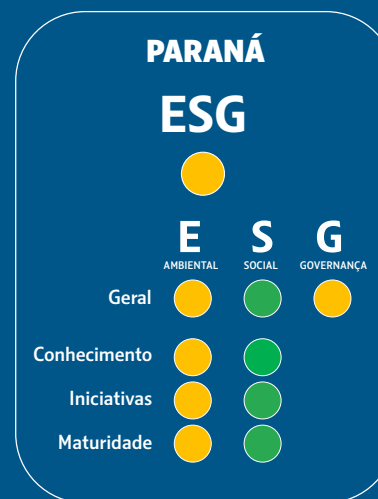 PARANÁ
ESG
E S G
AMBIENTAL SOCIAL GOVERNANÇA
Geral
Conhecimento
Iniciativas
Maturidade